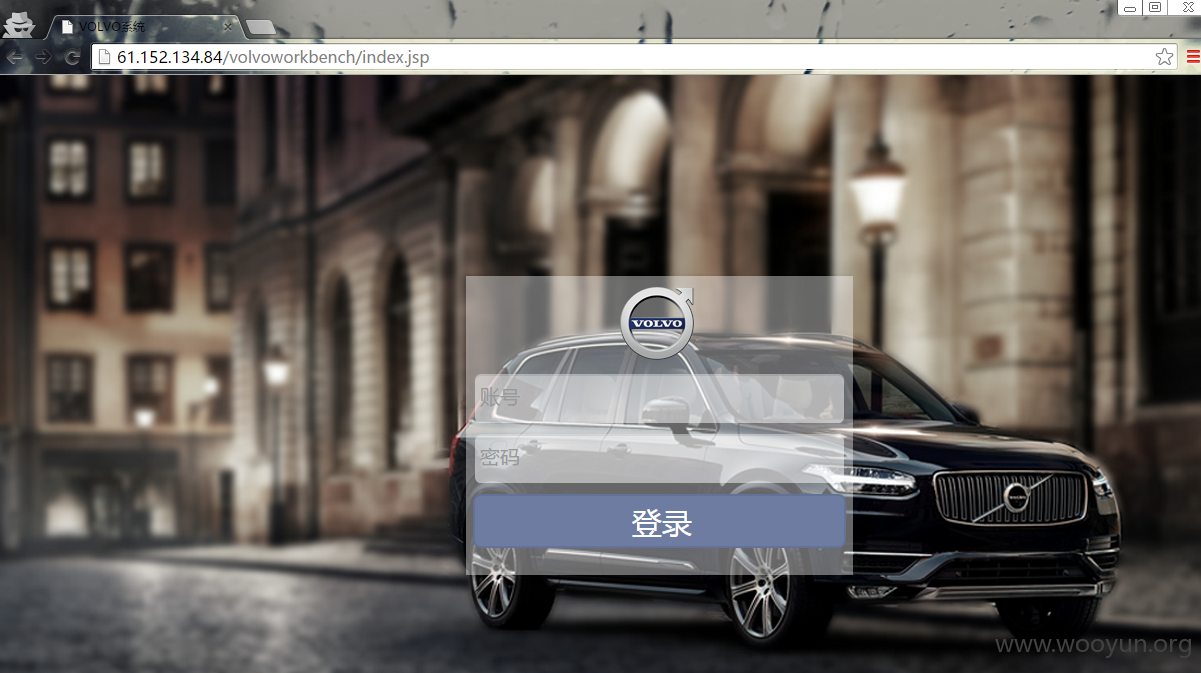 VOLVO系统
61.152.134.84/volvoworkbench/index.jsp
VOLVO
账号
密码
登录
www.wooyun.org